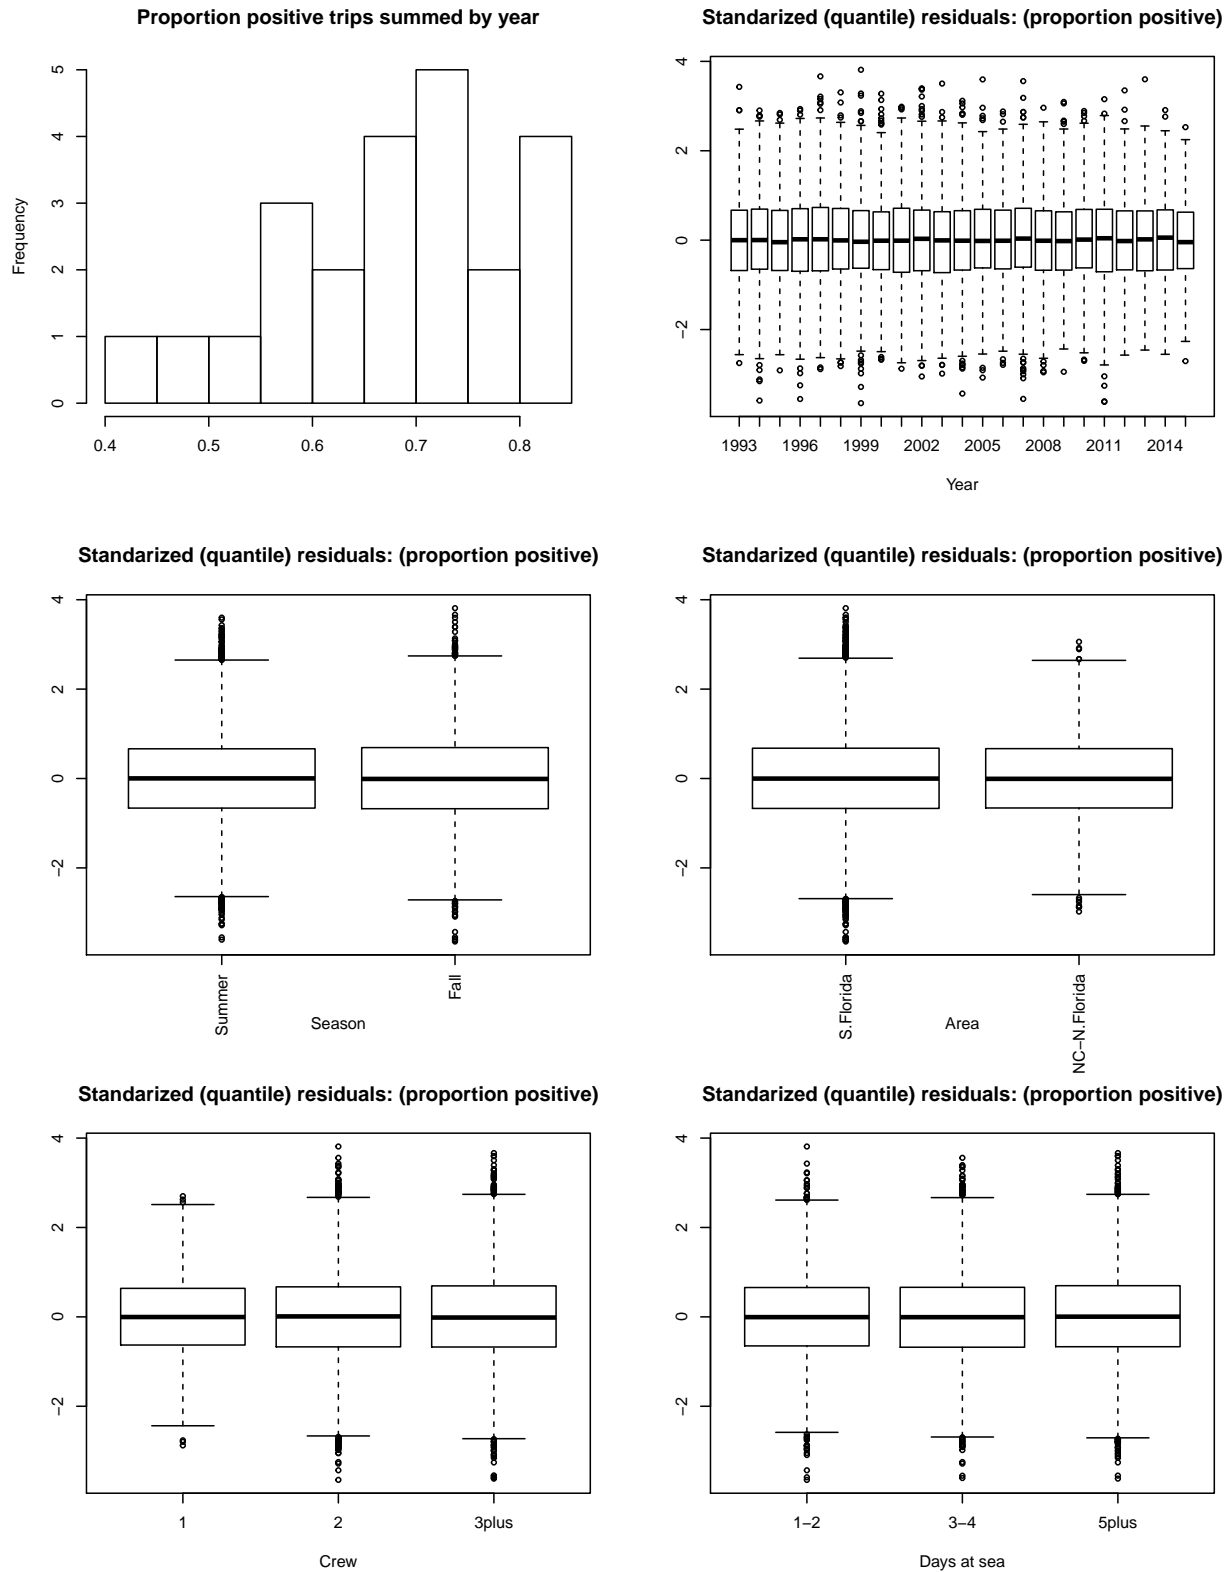 Proportion positive trips summed by year
Frequency
5
4
3
2
1
0
0.4 0.5 0.6 0.7 0.8
Standarized (quantile) residuals: (proportion positive)
4
2
0
−2
1993 1996 1999 2002 2005 2008 2011 2014
Year
Standarized (quantile) residuals: (proportion positive)
4
2
0
−2
Summer
Fall
Season
Standarized (quantile) residuals: (proportion positive)
4
2
0
−2
S.Florida
NC−N.Florida
Area
Standarized (quantile) residuals: (proportion positive)
4
2
0
−2
1 2 3plus
Crew
Standarized (quantile) residuals: (proportion positive)
4
2
0
−2
1−2 3−4 5plus
Days at sea